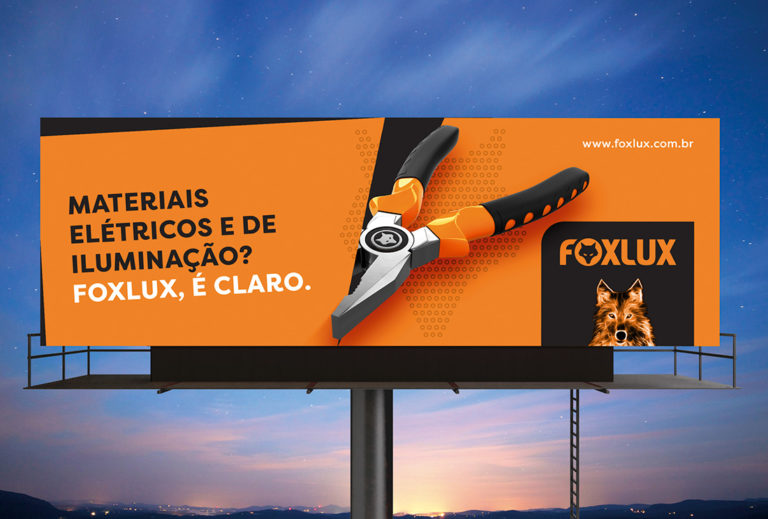 www.foxlux.com.br
MATERIAIS
ELÉTRICOS E DE
ILUMINAÇÃO?
FOXLUX, É CLARO.
FOXLUX